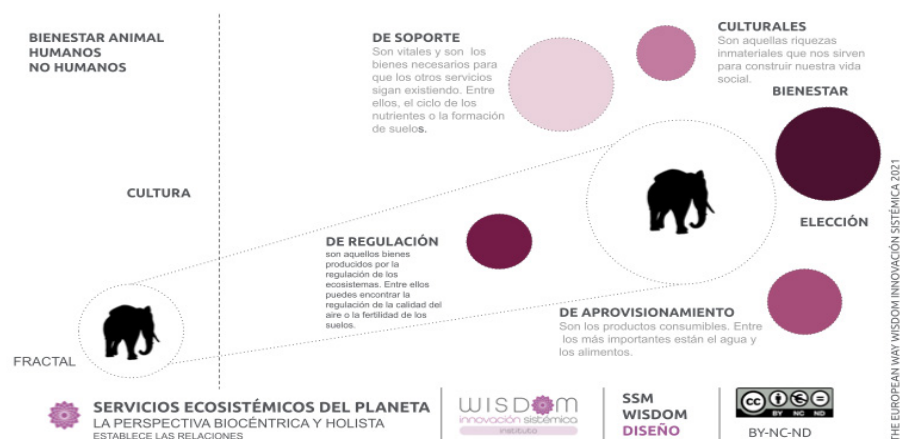 BIENESTAR ANIMAL
HUMANOS
NO HUMANOS
CULTURA
FRACTAL
DE SOPORTE
Son vitales y son los
bienes necesarios para
que los otros servicios
sigan existiendo. Entre
ellos, el ciclo de los
nutrientes o la formación
de suelos.
CULTURALES
Son aquellas riquezas
inmateriales que nos sirven
para construir nuestra vida
social.
BIENESTAR
ELECCIÓN
DE REGULACIÓN
son aquellos bienes
producidos por la
regulación de los
ecosistemas. Entre ellos
puedes encontrar la
regulación de la calidad del
aire o la fertilidad de los
suelos.
DE APROVISIONAMIENTO
Son los productos consumibles. Entre
los más importantes están el agua y
los alimentos.
THE EUROPEAN WAY WISDOM INNOVACIÓN SISTÉMICA 2021
SERVICIOS ECOSISTÉMICOS DEL PLANETA
LA PERSPECTIVA BIOCÉNTRICA Y HOLISTA
ESTABLECE LAS RELACIONES
WISDOM
innovación sistémica
instituto
SSM
WISDOM
DISEÑO
cc
BY NC ND
BY-NC-ND